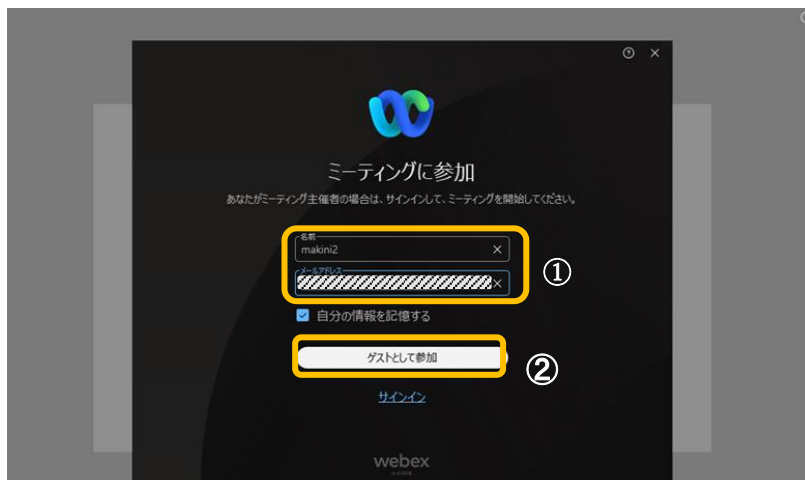 ミーティングに参加
あなたがミーティング主催者の場合は、サインインして、ミーティングを開始してください。
名前
makini2
①
メールアドレス
自分の情報を記憶する
ゲストとして参加
②
サインイン
webex